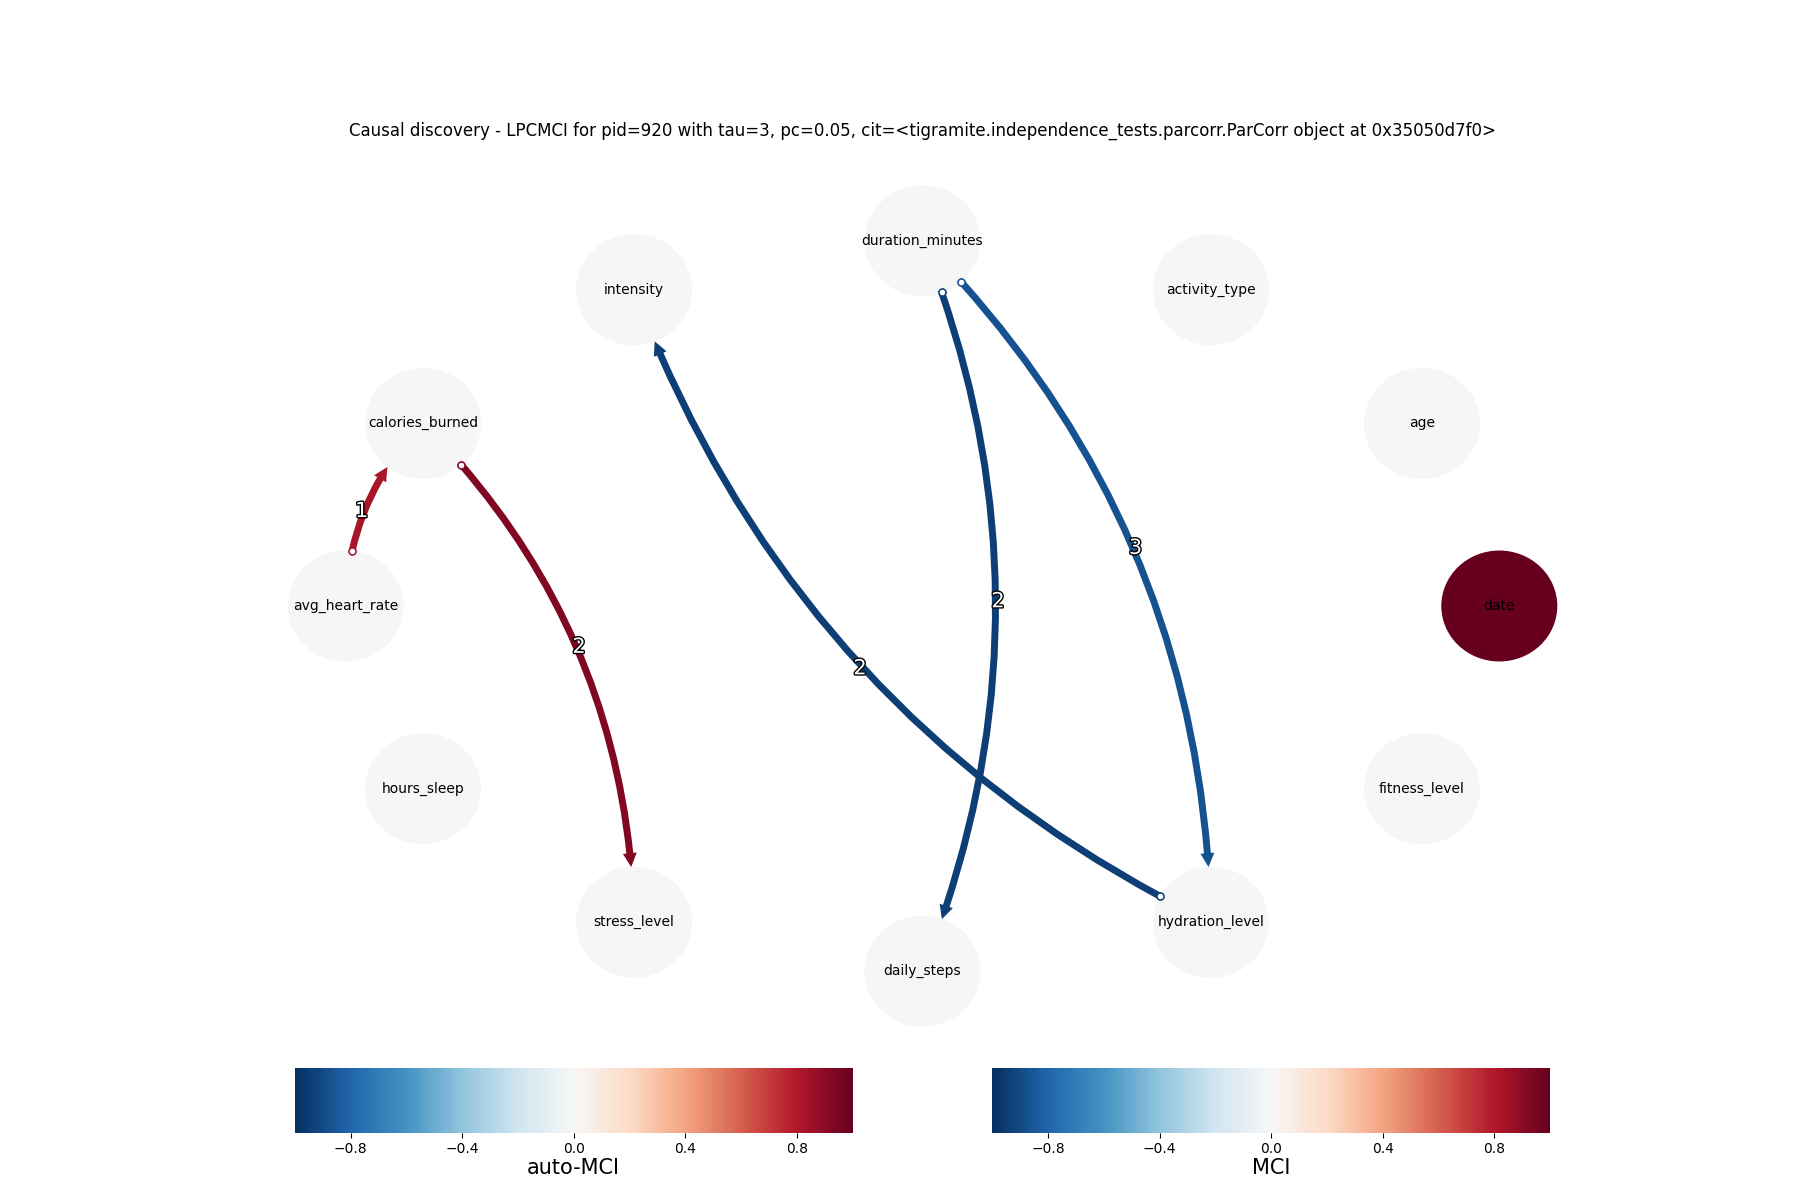 Causal discovery - LPCMCI for pid=920 with tau=3, pc=0.05, cit=<tigramite.independence_tests.parcorr.ParCorr object at 0x35050d7f0>
duration_minutes
intensity
activity_type
calories_burned
age
1
3
avg_heart_rate
2
date
2
2
hours_sleep
fitness_level
stress_level
hydration_level
daily_steps
−0.8 −0.4 0.0 0.4 0.8
auto-MCI
−0.8 −0.4 0.0 0.4 0.8
MCI